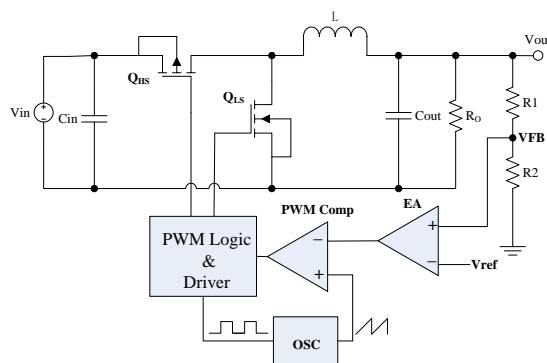 L
Vou
QHS
QLS
R1
Vin
Cin
Cout
RO
VFB
R2
EA
PWM Comp
+
PWM Logic
&
Driver
−
+
−
Vref
+
OSC